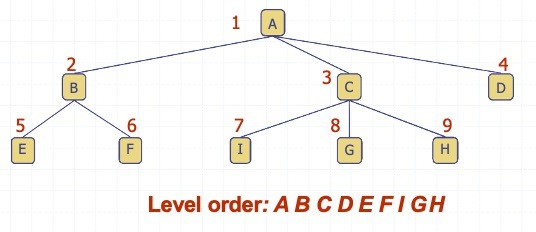 1 A
2 3 4
B C D
5 6 7 8 9
E F I G H
Level order: A B C D E F I G H